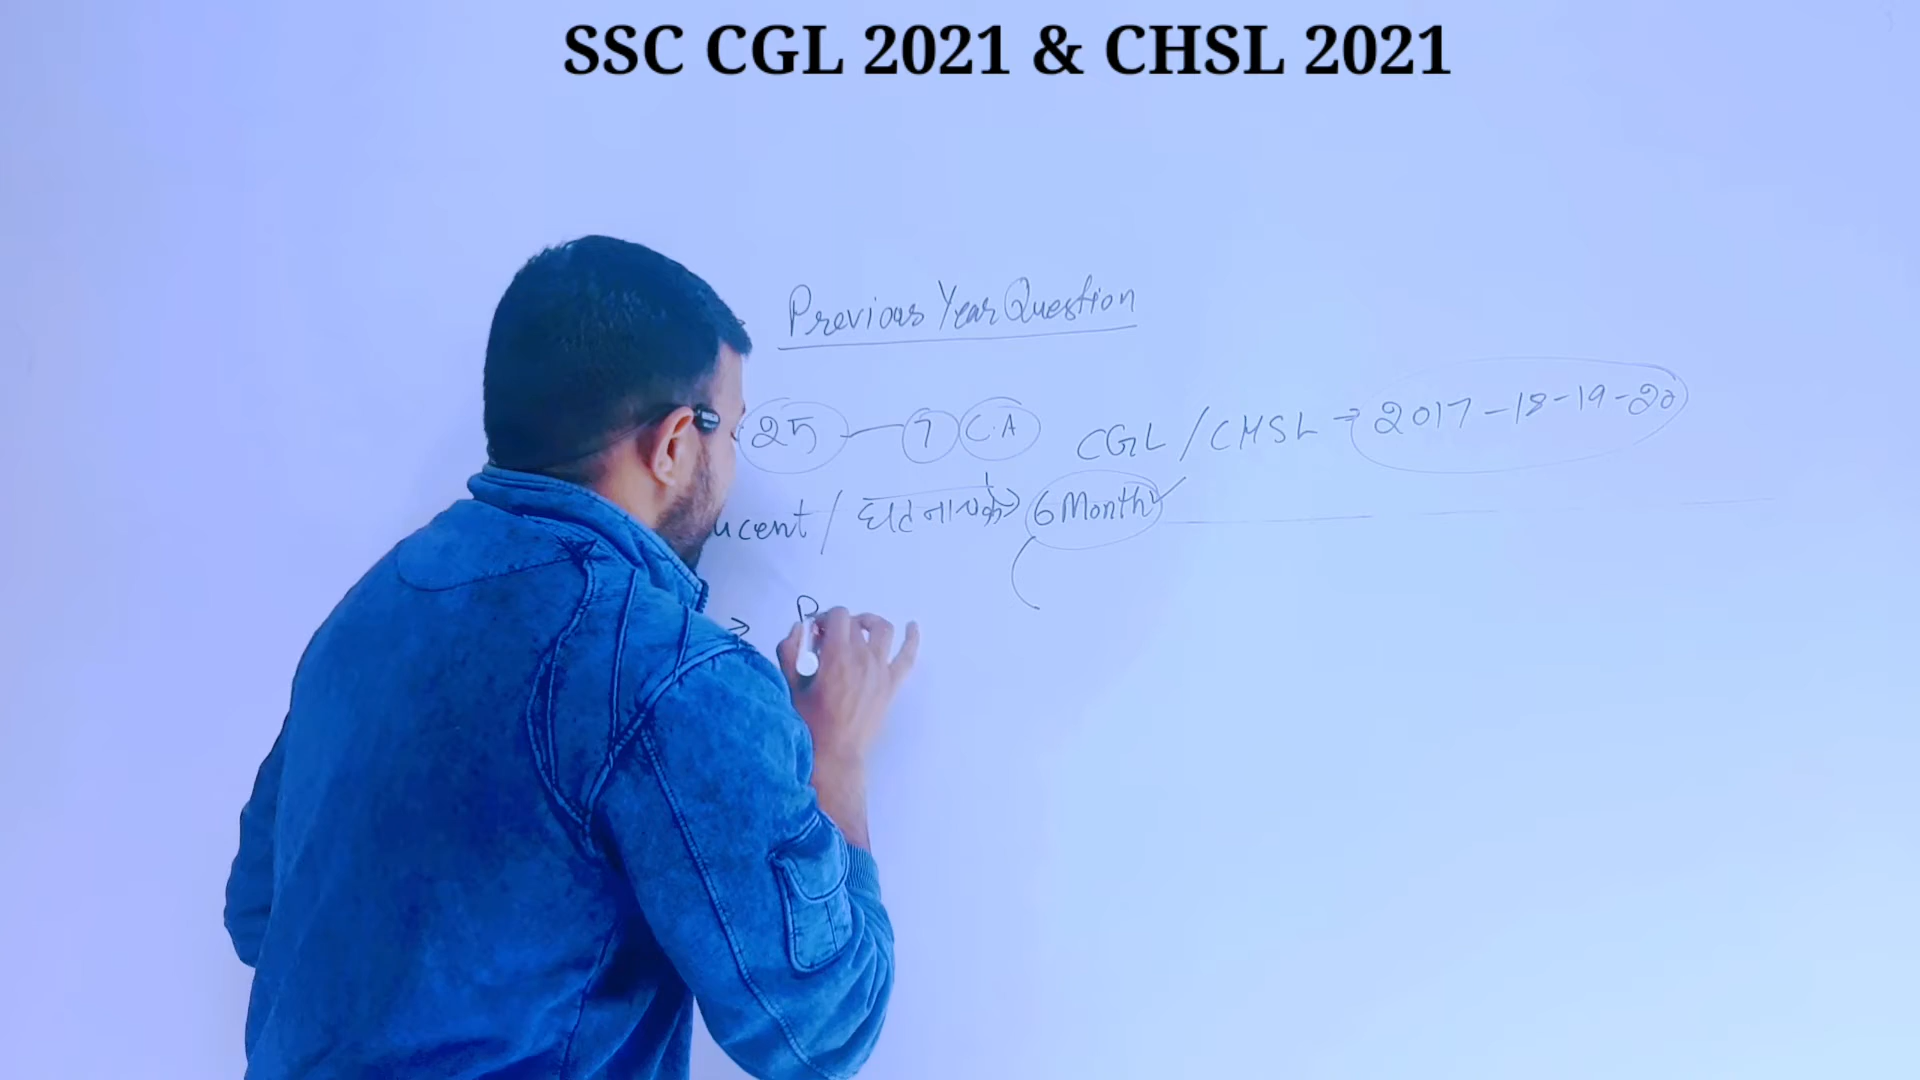 SSC CGL 2021 & CHSL 2021
Previous Year Question
25 — 7 C.A
CGL / CHSL → 2017-18-19-20
ucent / घटनाचक्र → 6 Month ✓
→